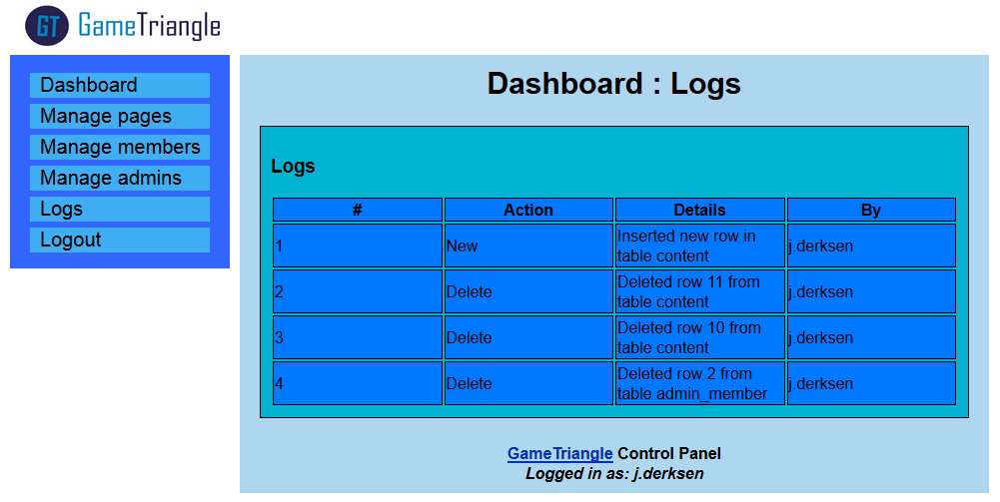 GT GameTriangle
Dashboard
Manage pages
Manage members
Manage admins
Logs
Logout
Dashboard : Logs
Logs
# Action Details By
1 New Inserted new row in table content j.derksen
2 Delete Deleted row 11 from table content j.derksen
3 Delete Deleted row 10 from table content j.derksen
4 Delete Deleted row 2 from table admin_member j.derksen
GameTriangle Control Panel
Logged in as: j.derksen